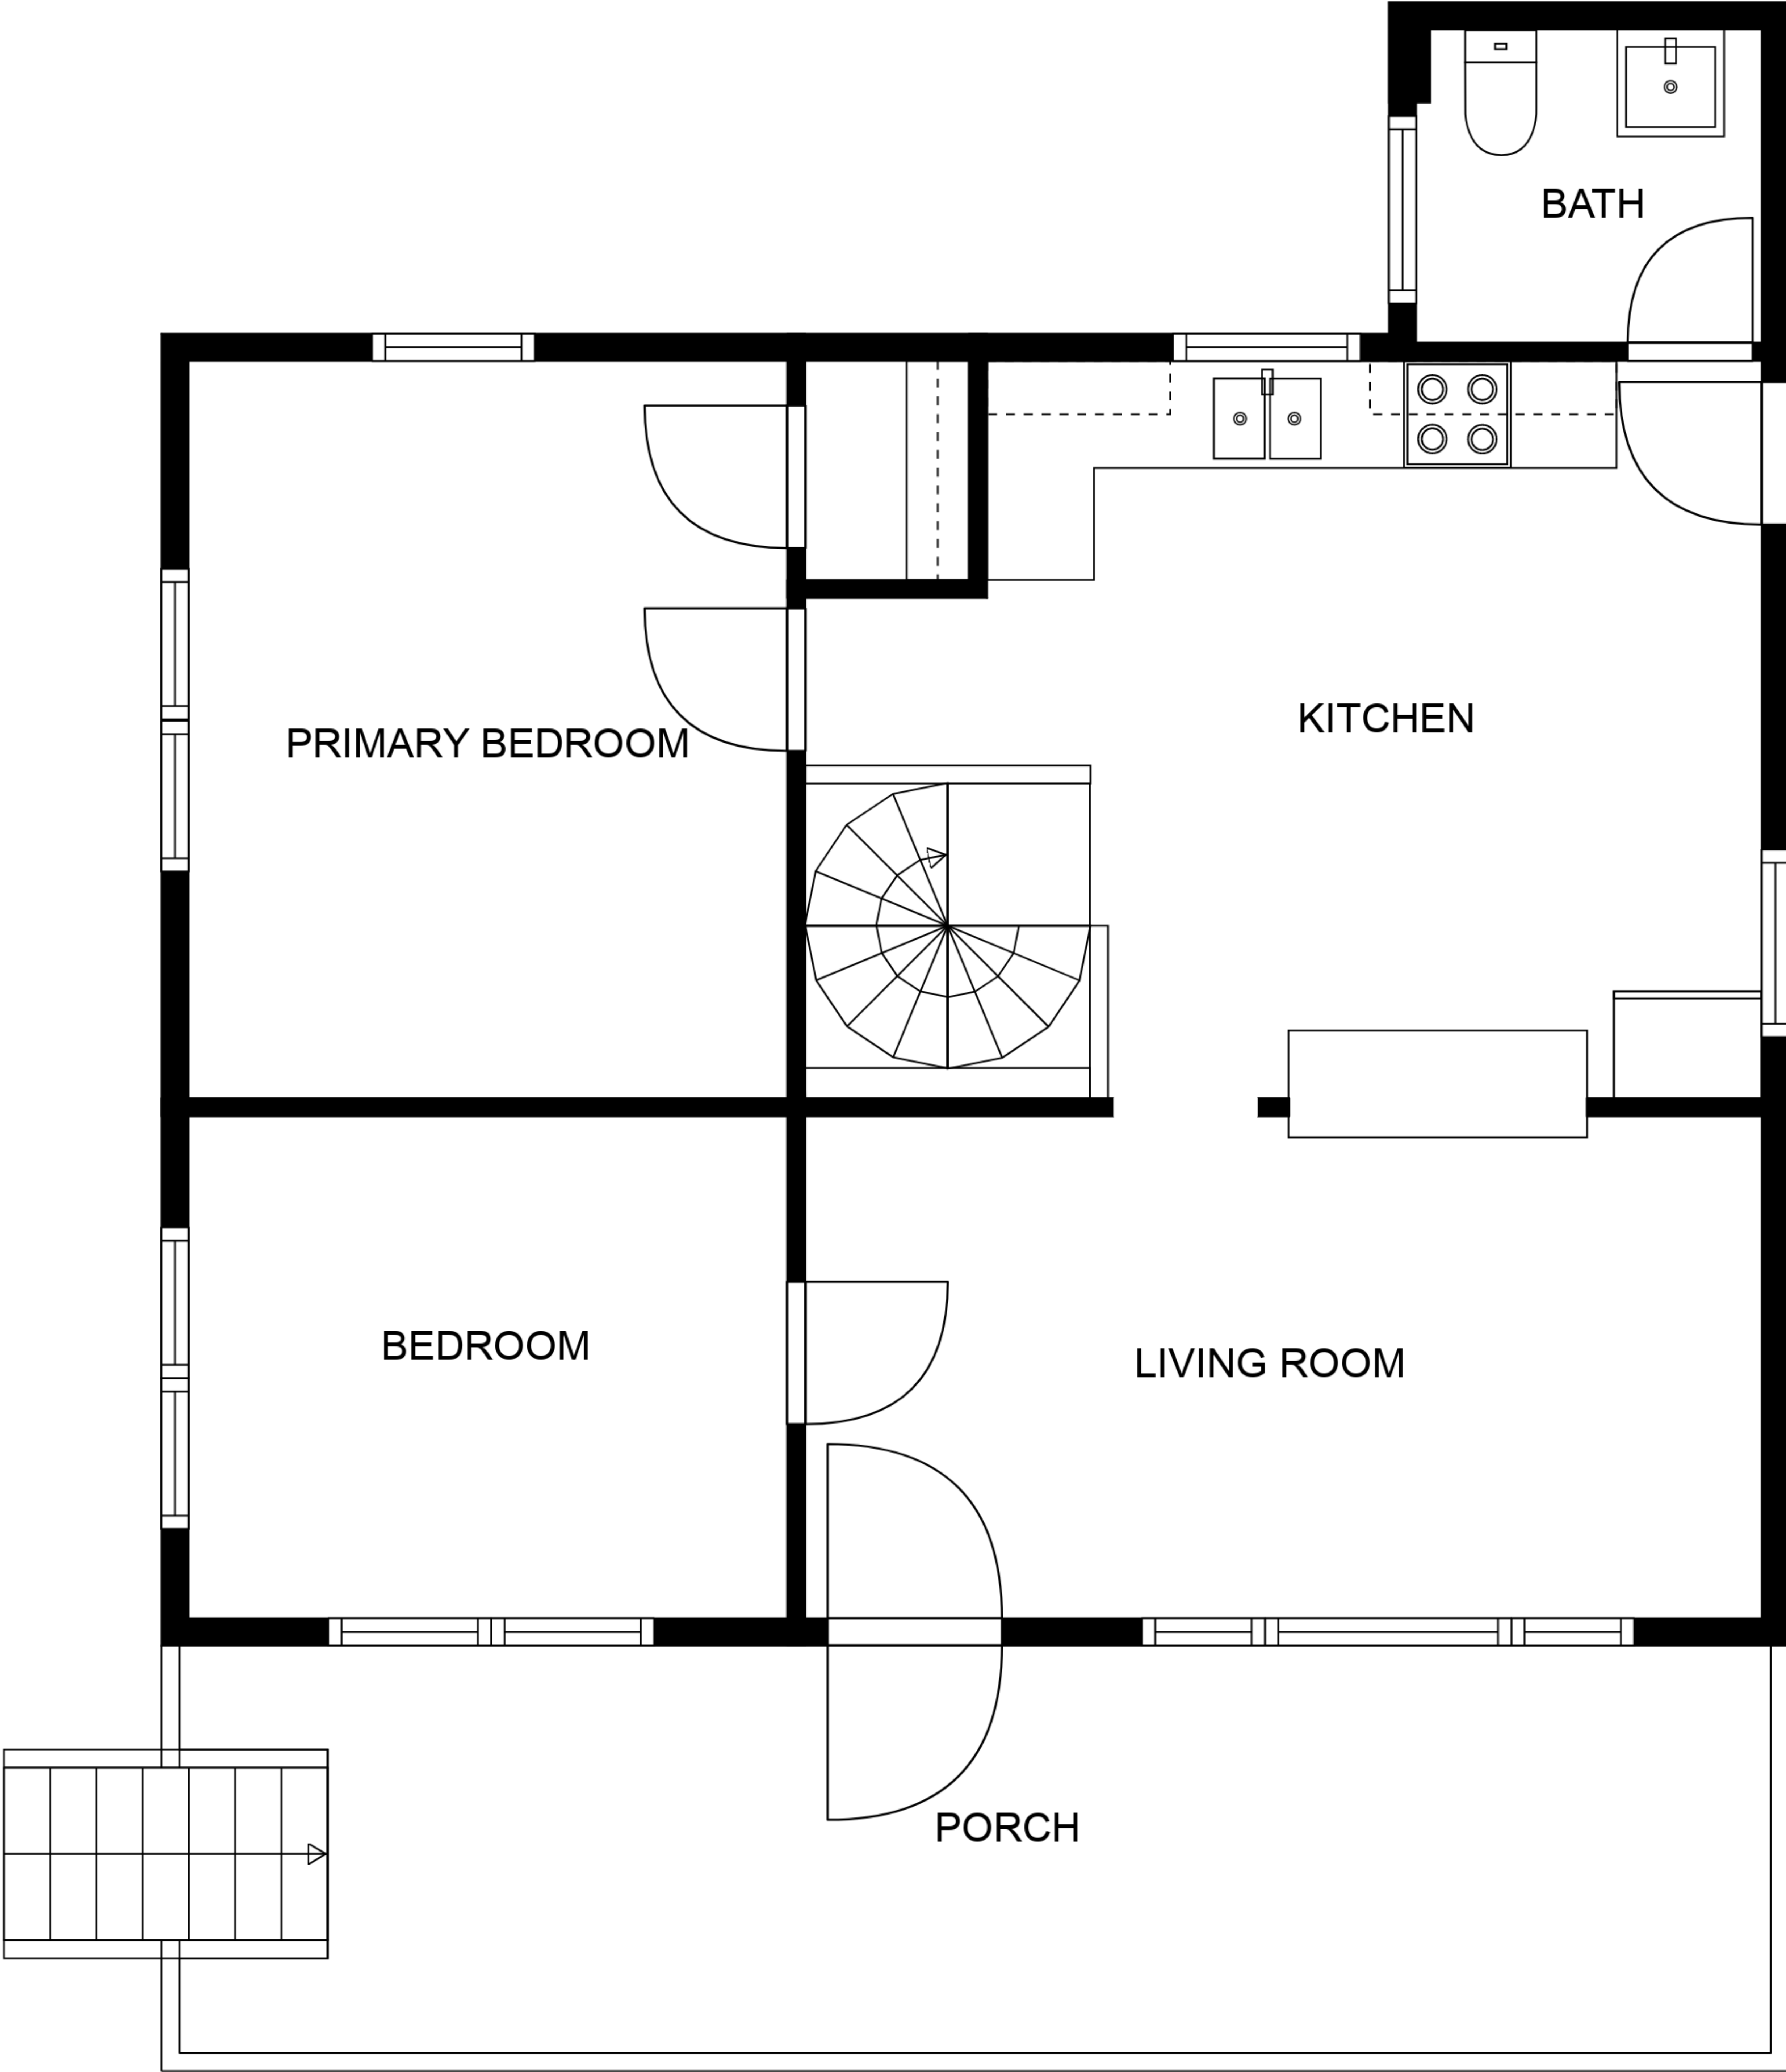 BATH
KITCHEN
PRIMARY BEDROOM
BEDROOM
LIVING ROOM
PORCH